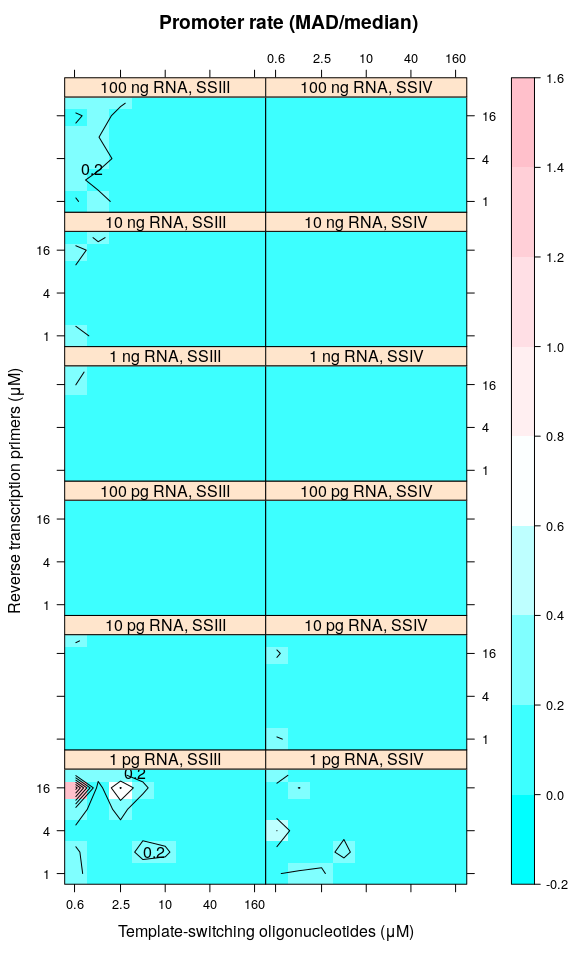 Promoter rate (MAD/median)
0.6 2.5 10 40 160
100 ng RNA, SSIII 100 ng RNA, SSIV
0.2
16
4
1
10 ng RNA, SSIII 10 ng RNA, SSIV
16
4
1
1 ng RNA, SSIII 1 ng RNA, SSIV
16
4
1
100 pg RNA, SSIII 100 pg RNA, SSIV
16
4
1
10 pg RNA, SSIII 10 pg RNA, SSIV
16
4
1
1 pg RNA, SSIII 1 pg RNA, SSIV
0.2
16
4
0.2
1
0.6 2.5 10 40 160
Template-switching oligonucleotides (µM)
Reverse transcription primers (µM)
1.6
1.4
1.2
1.0
0.8
0.6
0.4
0.2
0.0
-0.2